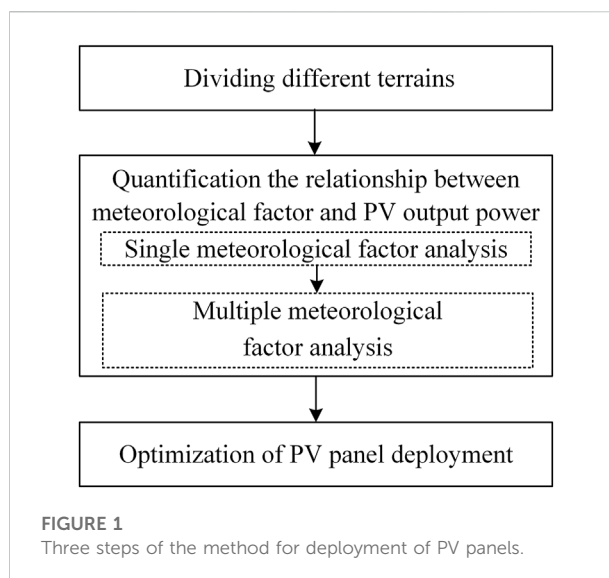 Dividing different terrains
Quantification the relationship between
meteorological factor and PV output power
Single meteorological factor analysis
Multiple meteorological
factor analysis
Optimization of PV panel deployment
FIGURE 1
Three steps of the method for deployment of PV panels.